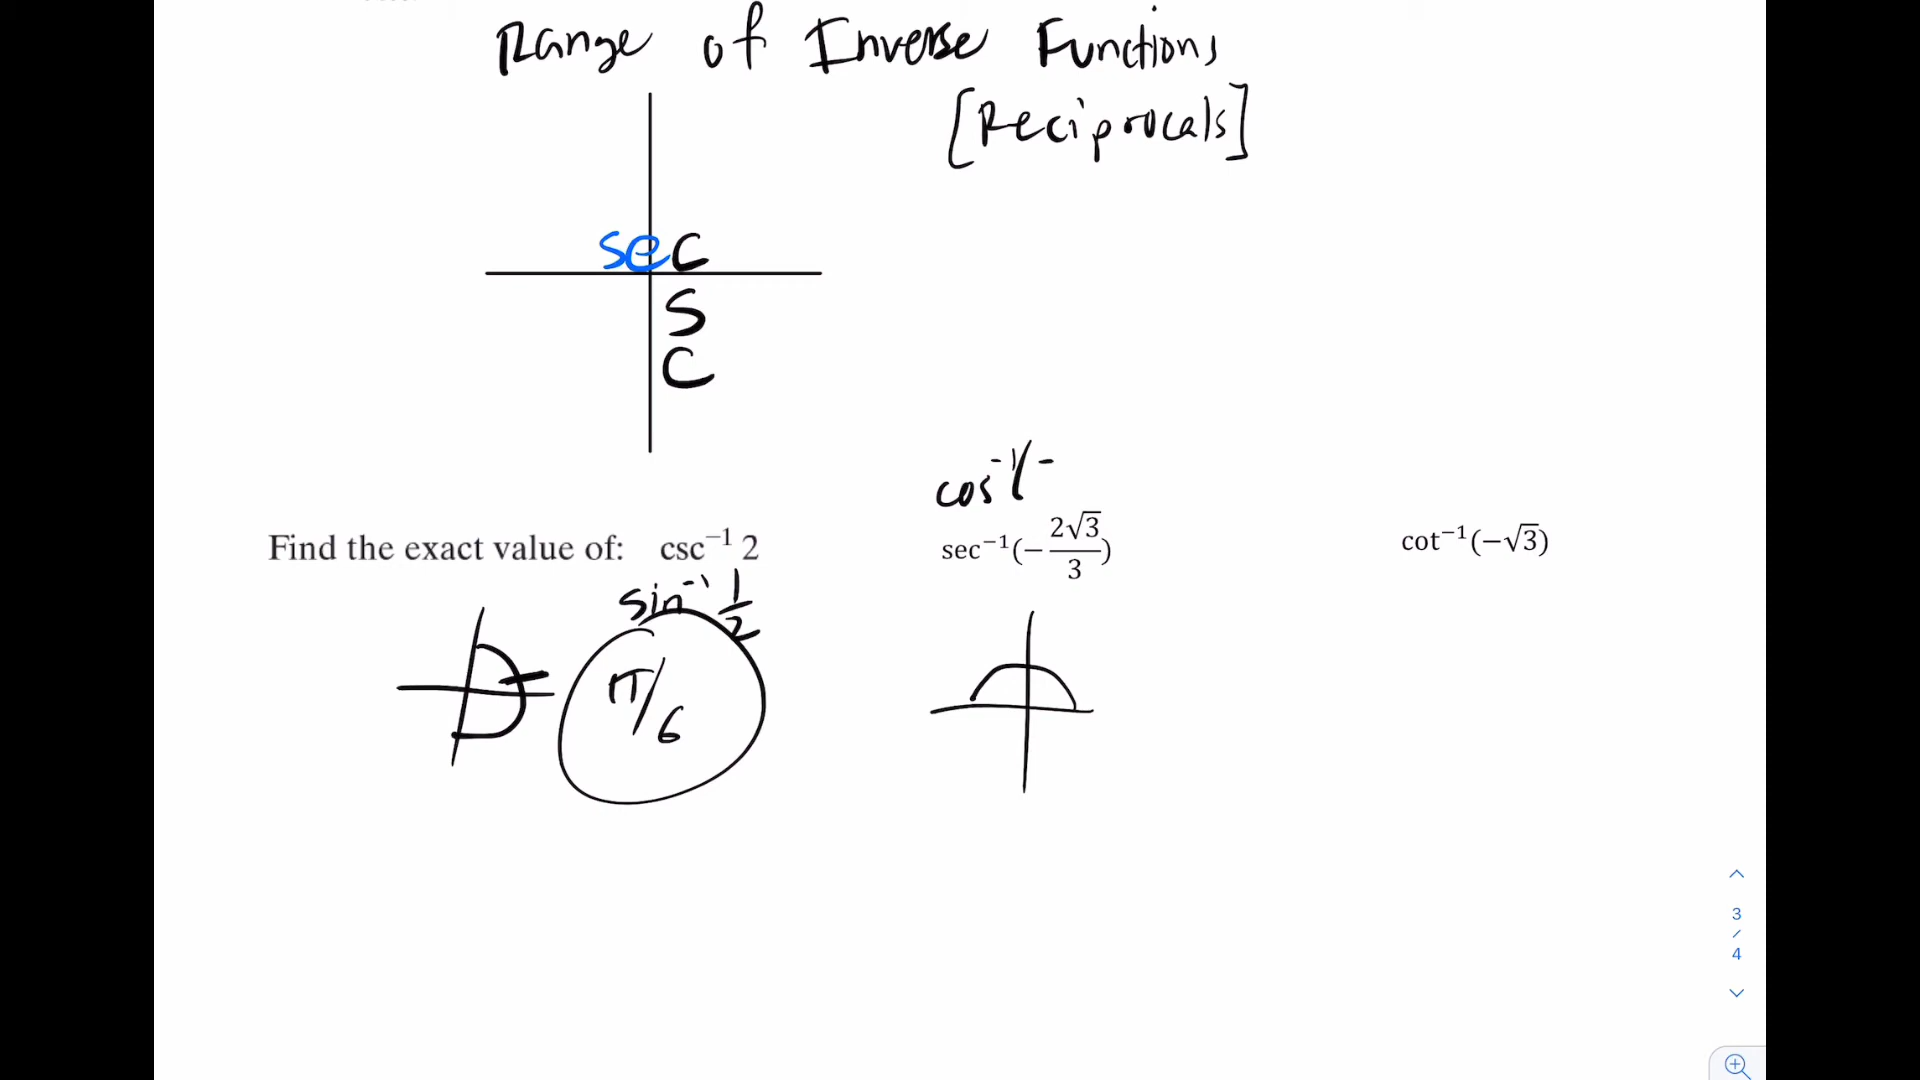 Range of Inverse Functions
[Reciprocals]
sec
S
C
cos⁻¹(-
Find the exact value of: csc⁻¹ 2
sec⁻¹(−2√3/3)
cot⁻¹(−√3)
sin⁻¹ 1/2
π/6
3
/
4